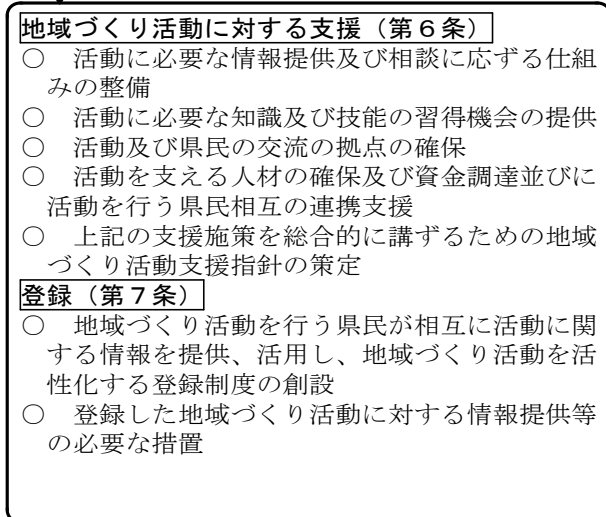 地域づくり活動に対する支援（第６条）
○　活動に必要な情報提供及び相談に応ずる仕組
みの整備
○　活動に必要な知識及び技能の習得機会の提供
○　活動及び県民の交流の拠点の確保
○　活動を支える人材の確保及び資金調達並びに
活動を行う県民相互の連携支援
○　上記の支援施策を総合的に講ずるための地域
づくり活動支援指針の策定
登録（第７条）
○　地域づくり活動を行う県民が相互に活動に関
する情報を提供、活用し、地域づくり活動を活
性化する登録制度の創設
○　登録した地域づくり活動に対する情報提供等
の必要な措置